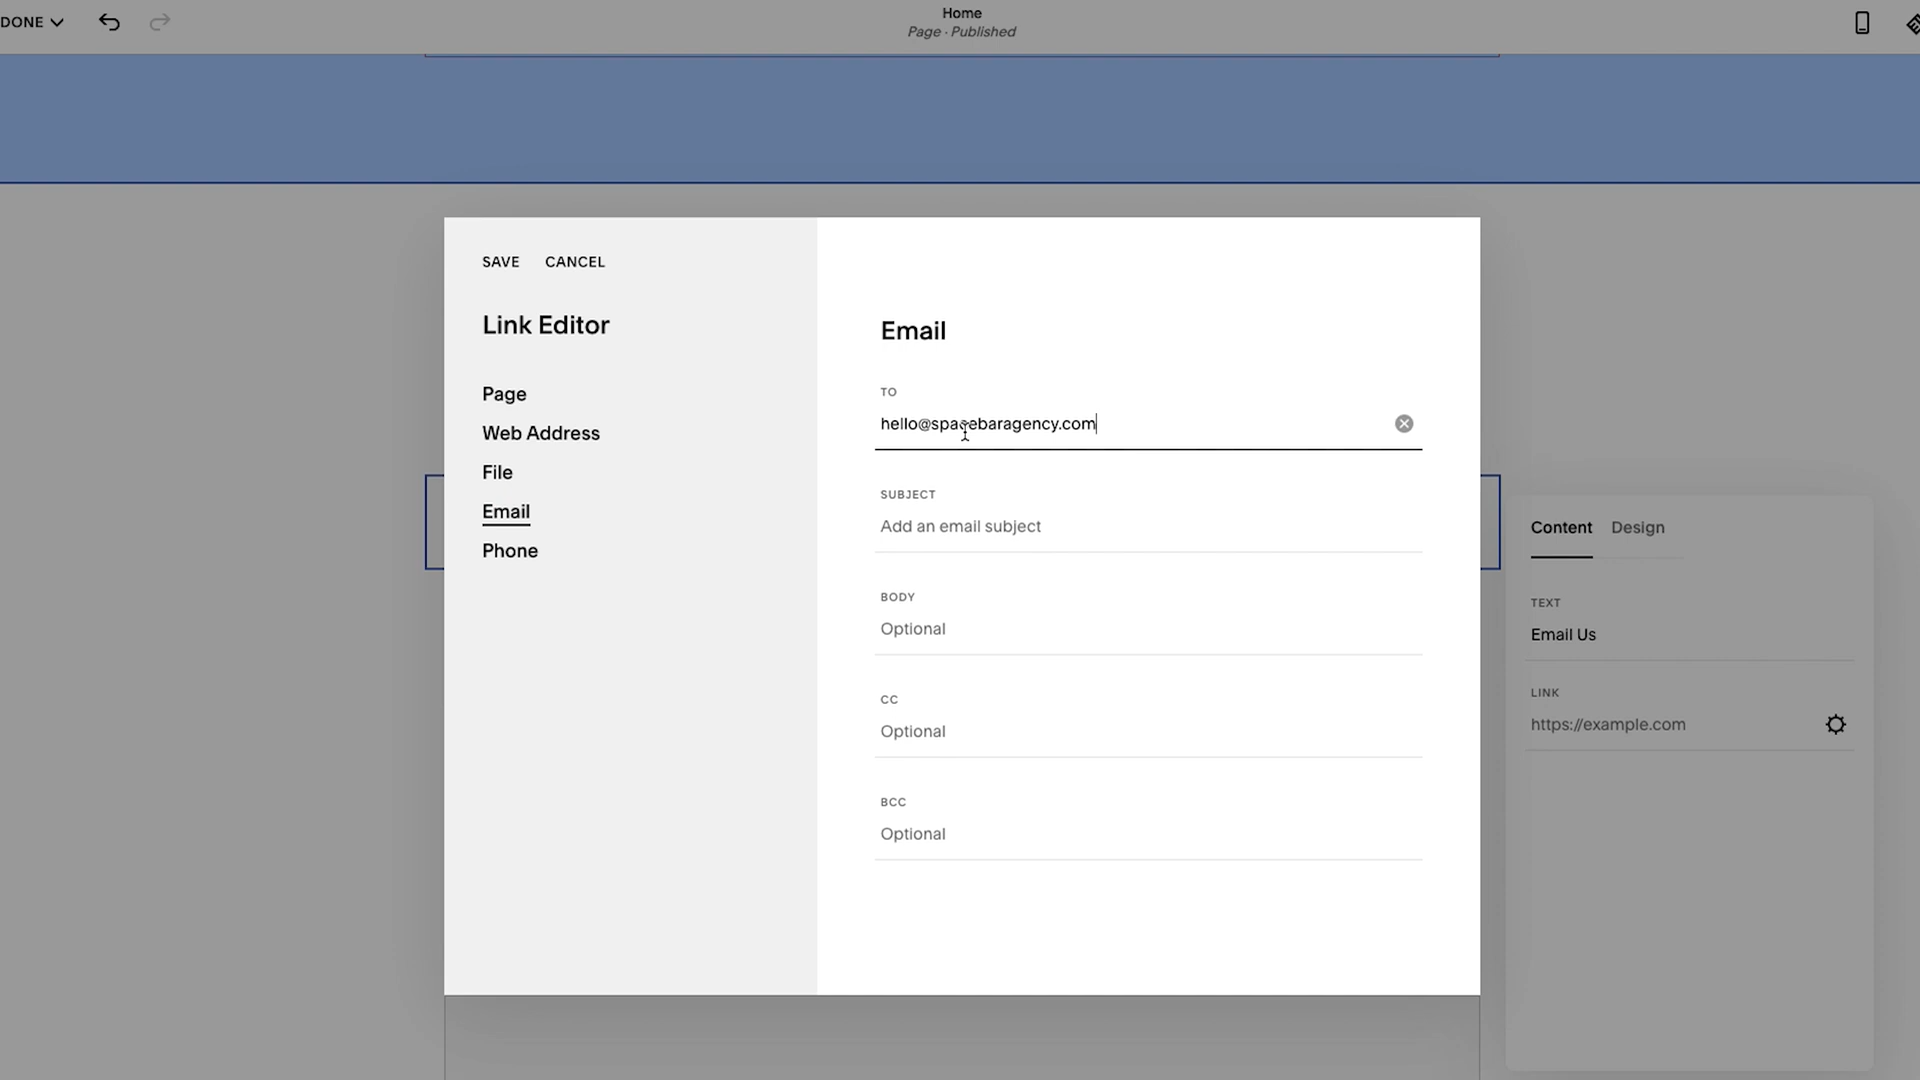 DONE
Home
Page · Published
SAVE CANCEL
Link Editor
Page
Web Address
File
Email
Phone
Email
TO
hello@spacebaragency.com
SUBJECT
Add an email subject
BODY
Optional
CC
Optional
BCC
Optional
Content Design
TEXT
Email Us
LINK
https://example.com